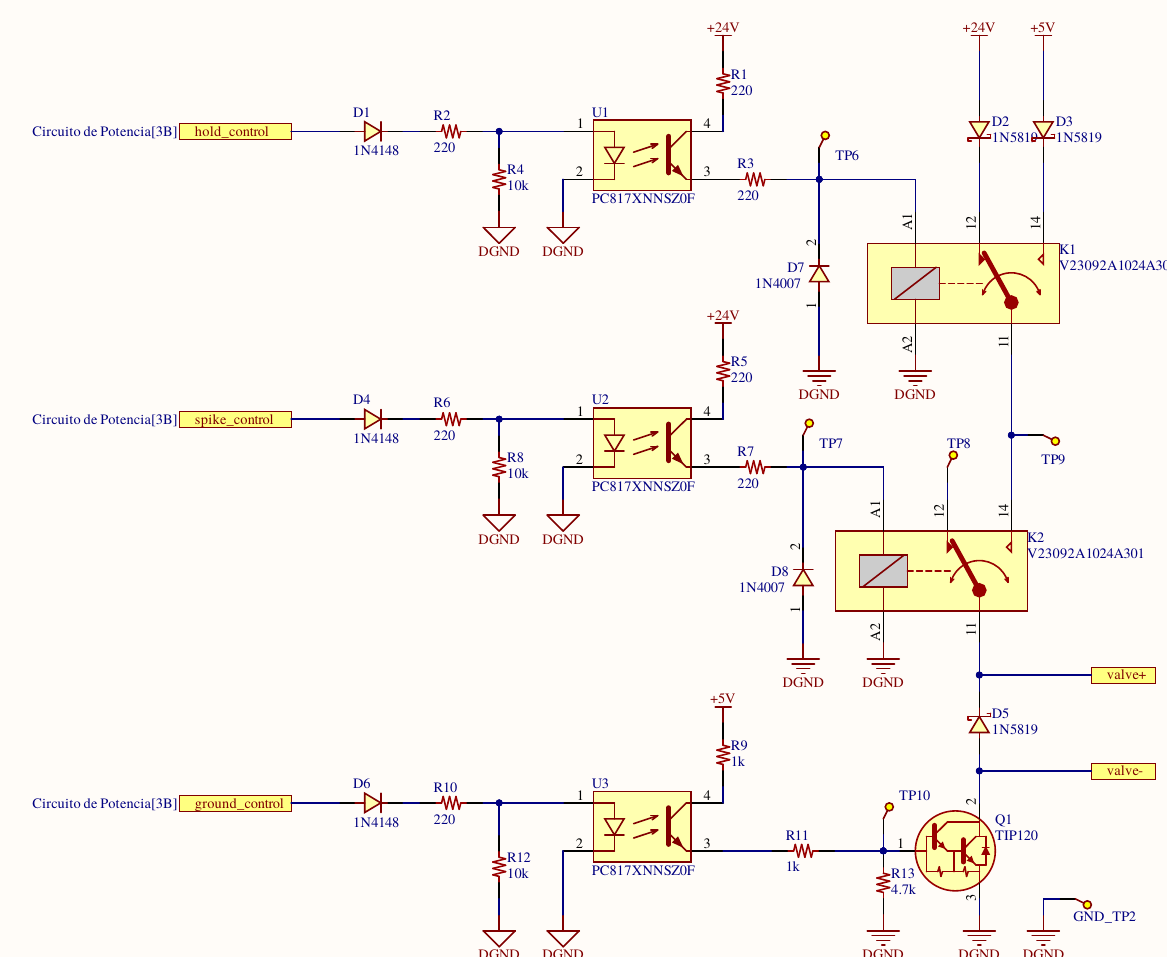 +24V
+24V
+5V
R1
220
D1
R2
U1
Circuito de Potencia[3B]
hold_control
1N4148
220
1
4
D2
1N5819
D3
1N5819
R4
10k
2
3
R3
220
TP6
PC817XNNSZ0F
DGND
DGND
A1
12
14
2
D7
1N4007
1
K1
V23092A1024A30
A2
11
DGND
DGND
+24V
R5
220
D4
R6
U2
Circuito de Potencia[3B]
spike_control
1N4148
220
1
4
R8
10k
2
3
R7
220
TP7
TP8
TP9
PC817XNNSZ0F
DGND
DGND
A1
12
14
2
D8
1N4007
1
K2
V23092A1024A301
A2
11
DGND
DGND
valve+
+5V
D5
1N5819
R9
1k
valve-
D6
R10
U3
Circuito de Potencia[3B]
ground_control
1N4148
220
1
4
TP10
2
Q1
TIP120
R12
10k
2
3
R11
1k
1
PC817XNNSZ0F
R13
4.7k
3
GND_TP2
DGND
DGND
DGND
DGND
DGND